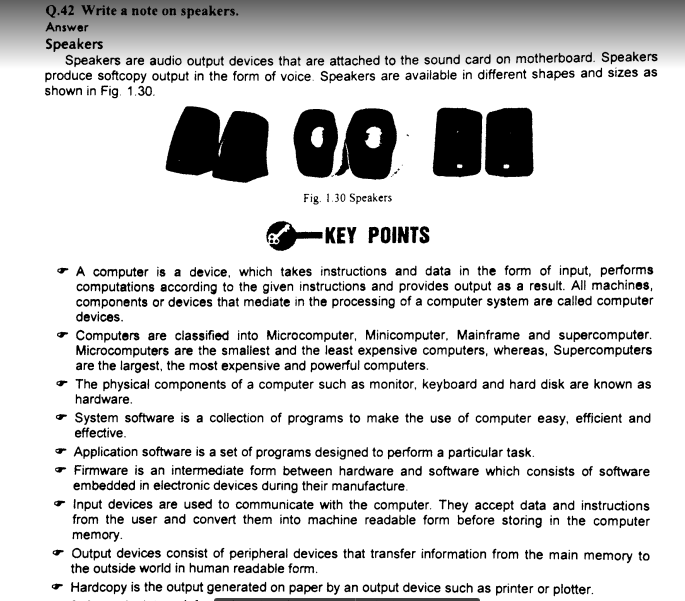 Q.42 Write a note on speakers.
Answer
Speakers
Speakers are audio output devices that are attached to the sound card on motherboard. Speakers
produce softcopy output in the form of voice. Speakers are available in different shapes and sizes as
shown in Fig. 1.30.
Fig. 1.30 Speakers
KEY POINTS
☞ A computer is a device, which takes instructions and data in the form of input, performs
computations according to the given instructions and provides output as a result. All machines,
components or devices that mediate in the processing of a computer system are called computer
devices.
☞ Computers are classified into Microcomputer, Minicomputer, Mainframe and supercomputer.
Microcomputers are the smallest and the least expensive computers, whereas, Supercomputers
are the largest, the most expensive and powerful computers.
☞ The physical components of a computer such as monitor, keyboard and hard disk are known as
hardware.
☞ System software is a collection of programs to make the use of computer easy, efficient and
effective.
☞ Application software is a set of programs designed to perform a particular task.
☞ Firmware is an intermediate form between hardware and software which consists of software
embedded in electronic devices during their manufacture.
☞ Input devices are used to communicate with the computer. They accept data and instructions
from the user and convert them into machine readable form before storing in the computer
memory.
☞ Output devices consist of peripheral devices that transfer information from the main memory to
the outside world in human readable form.
☞ Hardcopy is the output generated on paper by an output device such as printer or plotter.